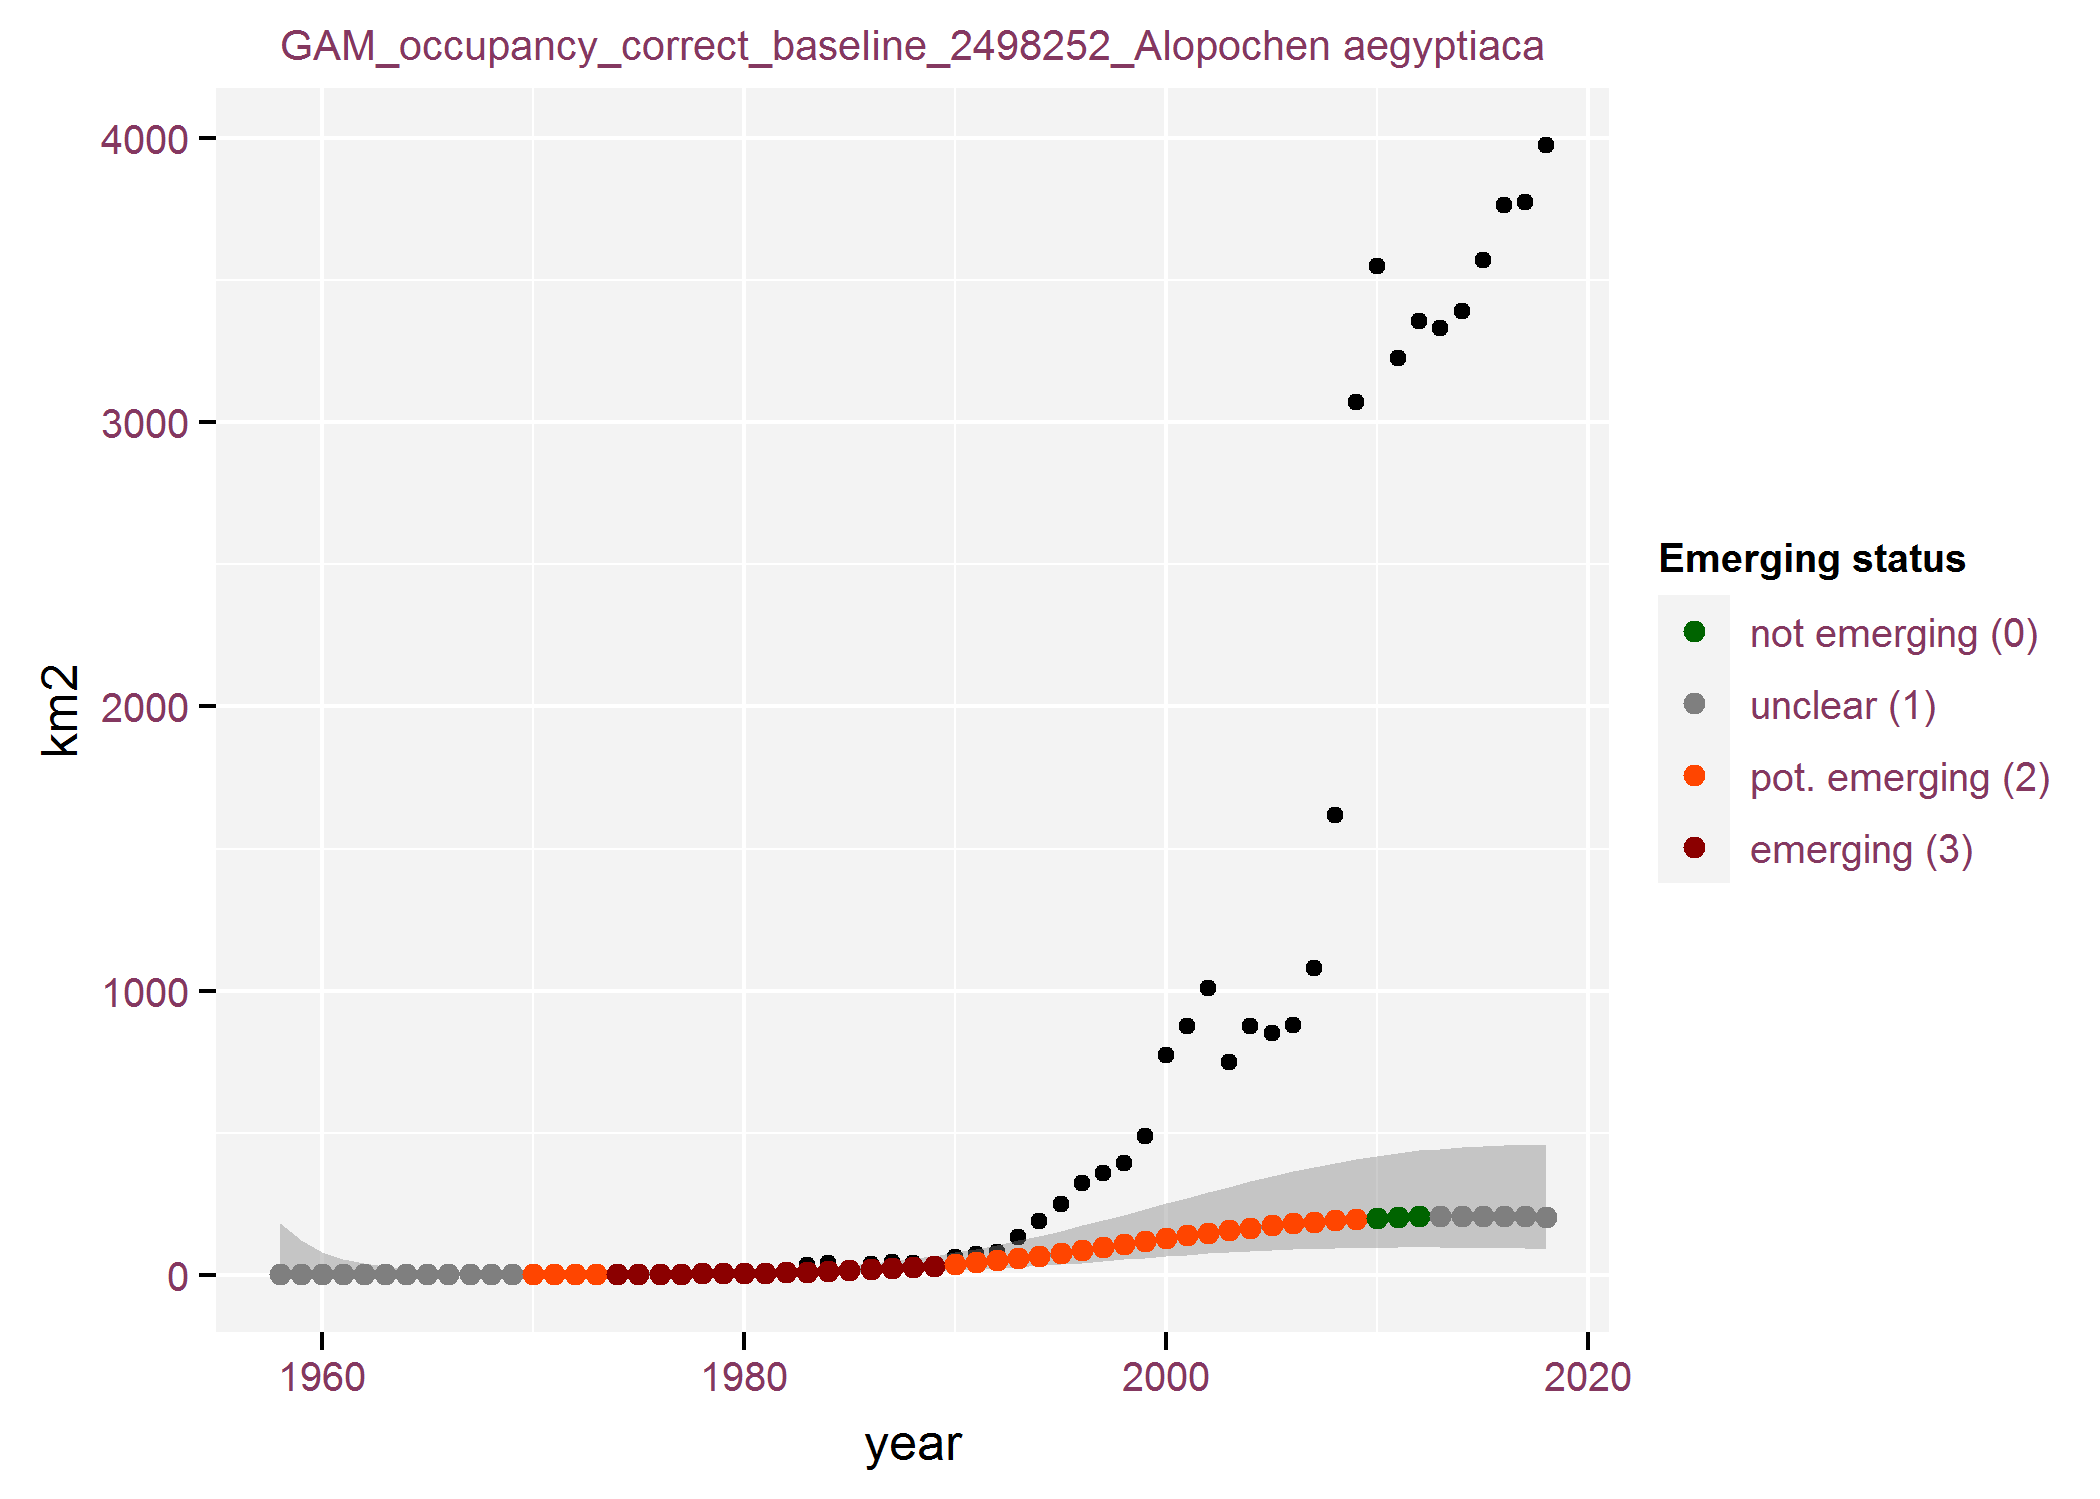 GAM_occupancy_correct_baseline_2498252_Alopochen aegyptiaca
4000
3000
2000
1000
0
km2
1960 1980 2000 2020
year
Emerging status
not emerging (0)
unclear (1)
pot. emerging (2)
emerging (3)